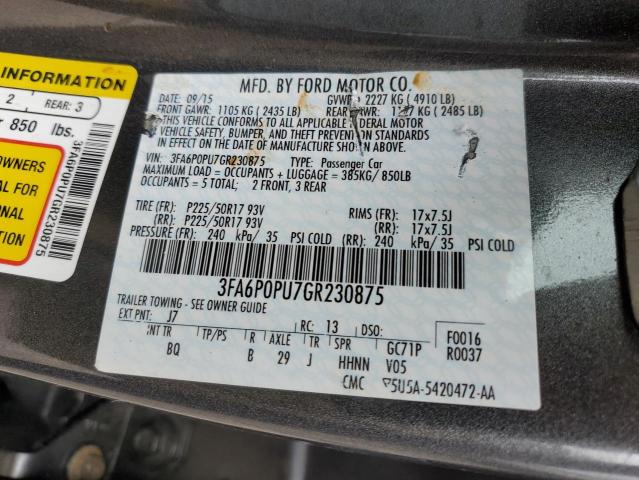 INFORMATION
2
REAR: 3
850 lbs.
OWNERS
FOR
3FA6P0PU7GR230875
MFD. BY FORD MOTOR CO.
09/15
GVWR: 2227 KG ( 4910 LB)
FRONT GAWR: 1105 KG ( 2435 LB)
REAR GAWR: KG ( 2485 LB)
THIS VEHICLE CONFORMS TO ALL APPLICABLE FEDERAL MOTOR
VEHICLE SAFETY, BUMPER, AND THEFT PREVENTION STANDARDS
IN EFFECT ON THE DATE OF MANUFACTURE SHOWN ABOVE.
VIN: 3FA6P0PU7GR230875 TYPE: Passenger Car
MAXIMUM LOAD = OCCUPANTS + LUGGAGE = 385KG/ 850LB
OCCUPANTS = 5 TOTAL: 2 FRONT, 3 REAR
TIRE (FR): P225/50R17 93V RIMS (FR): 17x7.5J
(RR): P225/50R17 93V (RR): 17x7.5J
PRESSURE (FR): 240 kPa/ 35 PSI COLD (RR): 240 kPa/ 35 PSI COLD
3FA6P0PU7GR230875
TRAILER TOWING - SEE OWNER GUIDE
EXT PNT: J7 RC: 13 DSO: F0016
INT TR TP/PS R AXLE TR SPR GC71P R0037
BQ B 29 J HHNN V05
CMC 5U5A-5420472-AA